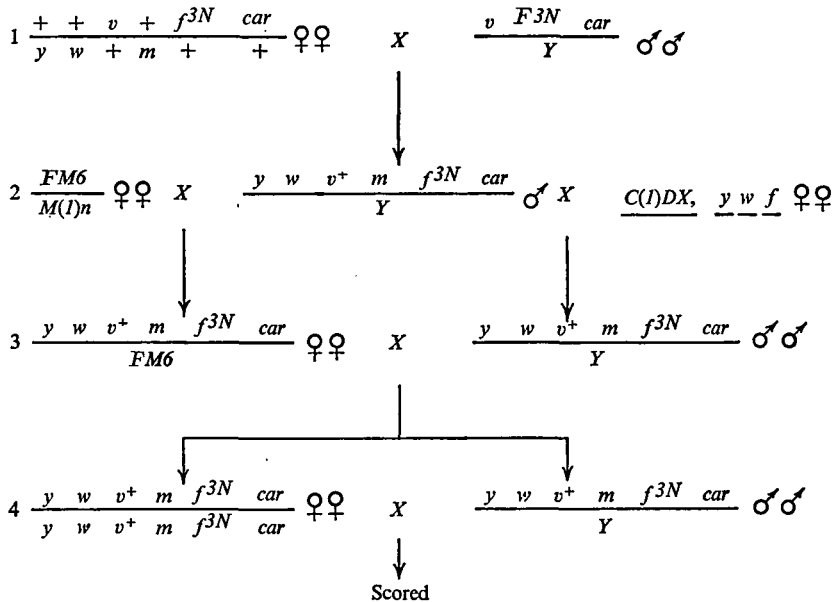 + + v + f3N car
1 y w + m + + ♀♀ X v F3N car Y ♂♂
2 FM6 M(1)n ♀♀ X y w v+ m f3N car Y ♂ X C(1)DX, y w f ♀♀
3 y w v+ m f3N car FM6 ♀♀ X y w v+ m f3N car Y ♂♂
4 y w v+ m f3N car ♀♀ X y w v+ m f3N car Y ♂♂
y w v+ m f3N car
Scored